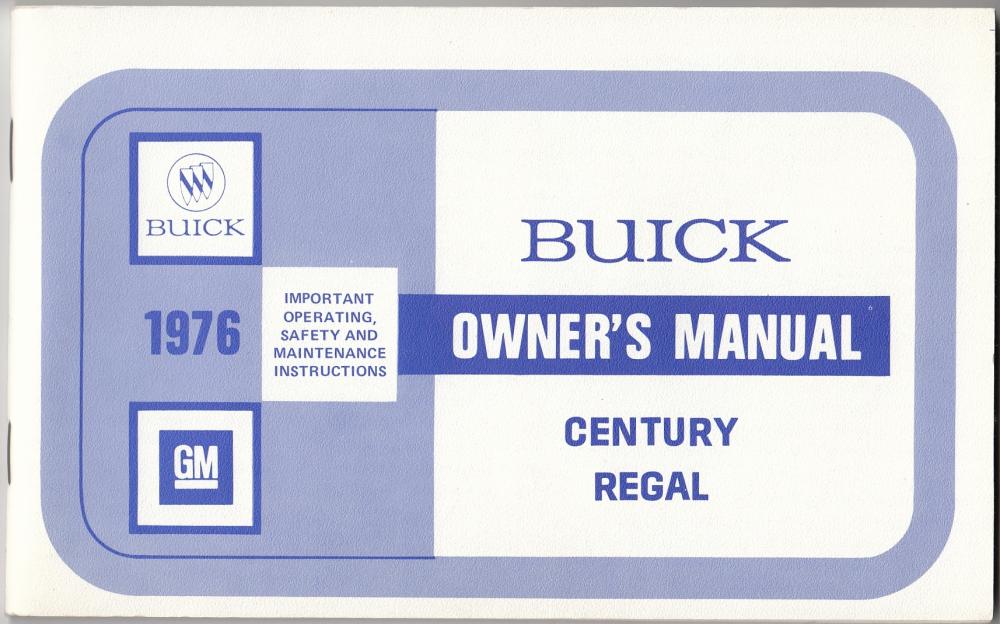 BUICK
1976
IMPORTANT
OPERATING,
SAFETY AND
MAINTENANCE
INSTRUCTIONS
GM
BUICK
OWNER'S MANUAL
CENTURY
REGAL